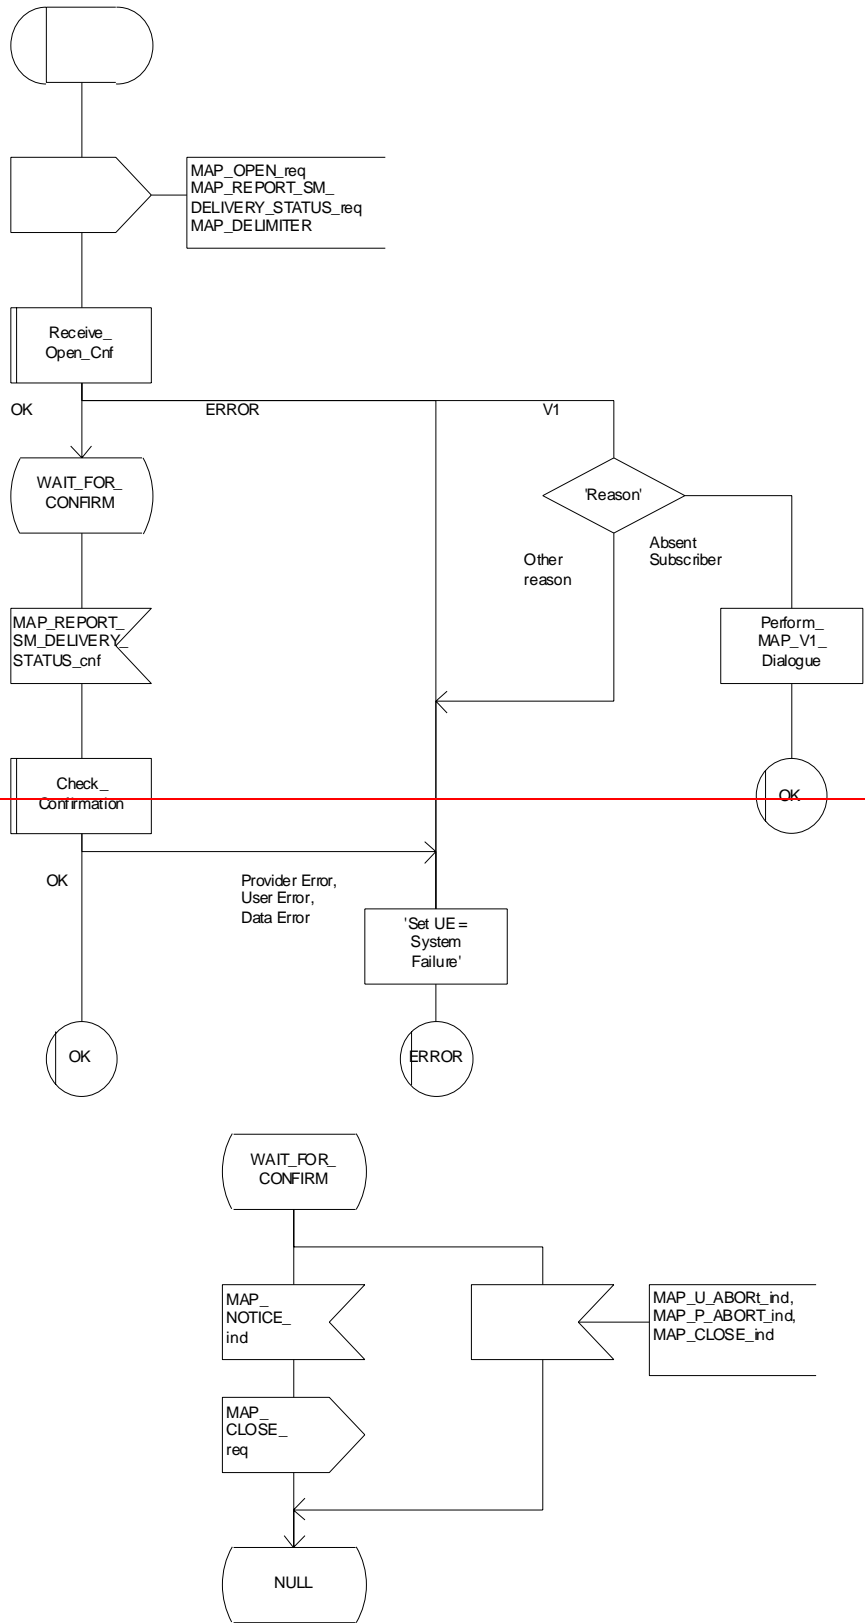 MAP_OPEN_req
MAP_REPORT_SM_
DELIVERY_STATUS_req
MAP_DELIMITER
Receive_
Open_Cnf
OK
ERROR
V1
WAIT_FOR_
CONFIRM
'Reason'
Other
reason
Absent
Subscriber
MAP_REPORT_
SM_DELIVERY_
STATUS_cnf
Perform_
MAP_V1_
Dialogue
Check_
Confirmation
OK
OK
Provider Error,
User Error,
Data Error
'Set UE =
System
Failure'
OK
ERROR
WAIT_FOR_
CONFIRM
MAP_
NOTICE_
ind
MAP_U_ABORt_ind,
MAP_P_ABORT_ind,
MAP_CLOSE_ind
MAP_
CLOSE_
req
NULL